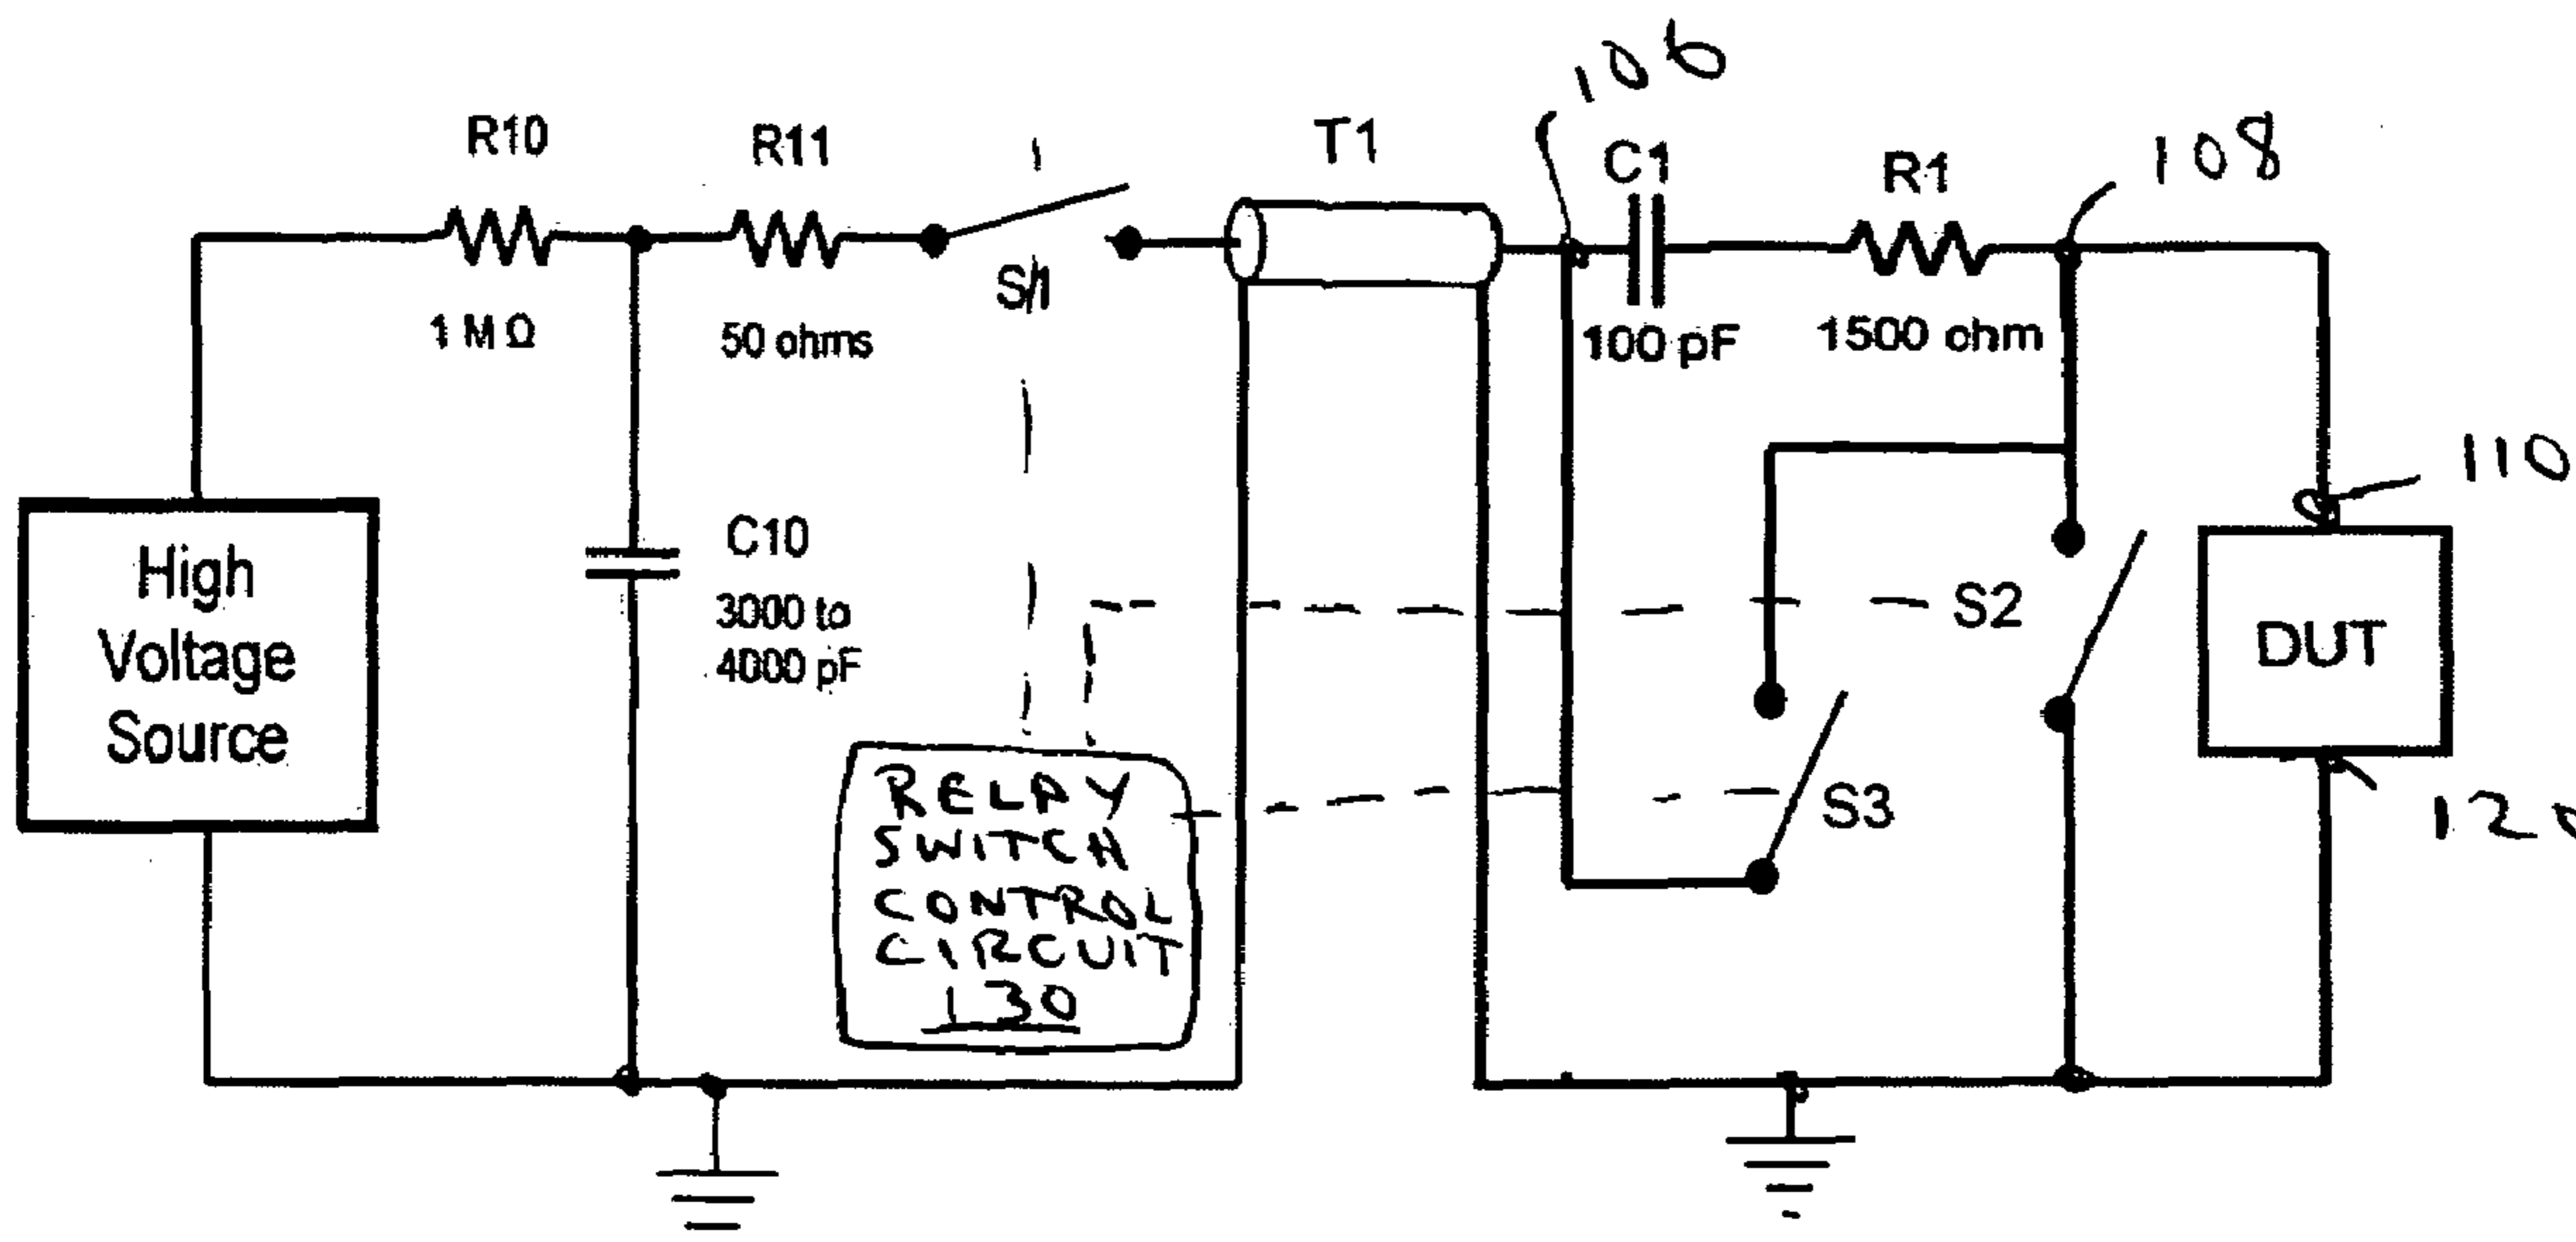 106
R10
R11
T1
C1
R1
108
S1
1 MΩ
50 ohms
100 pF
1500 ohm
110
High
Voltage
Source
C10
3000 to
4000 pF
S2
DUT
RELAY
SWITCH
CONTROL
CIRCUIT
130
S3